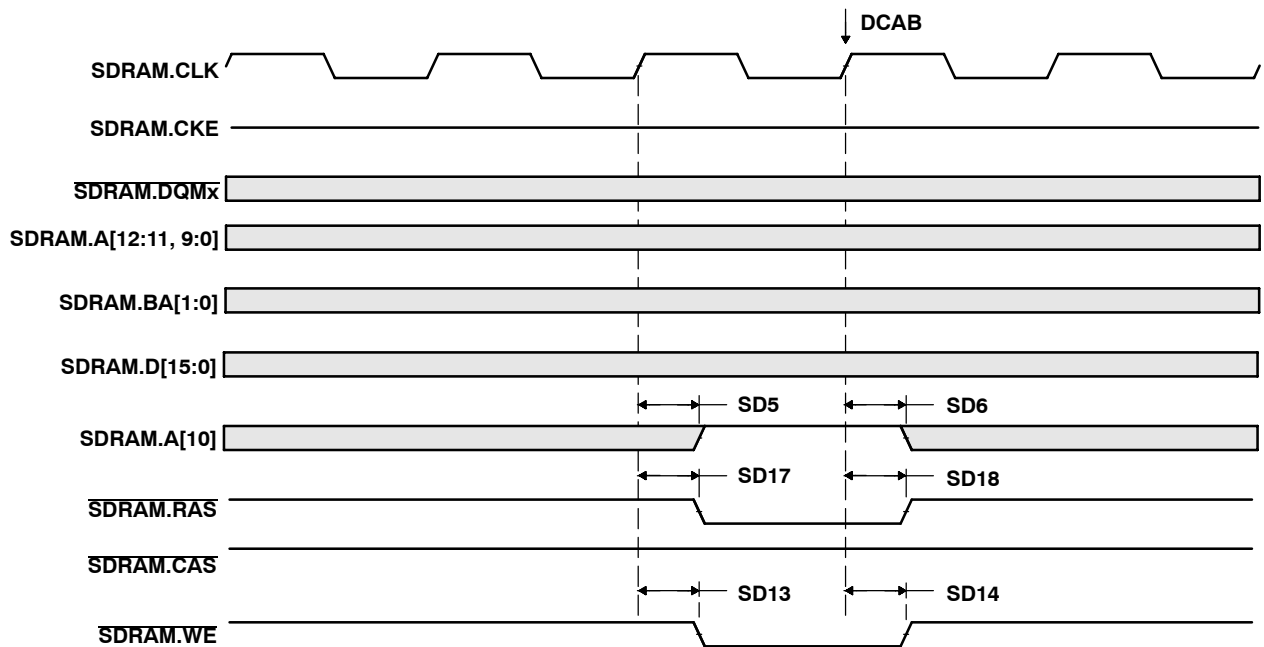 DCAB
SDRAM.CLK
SDRAM.CKE
SDRAM.DQMx
SDRAM.A[12:11, 9:0]
SDRAM.BA[1:0]
SDRAM.D[15:0]
SD5 SD6
SDRAM.A[10]
SD17 SD18
SDRAM.RAS
SDRAM.CAS
SD13 SD14
SDRAM.WE